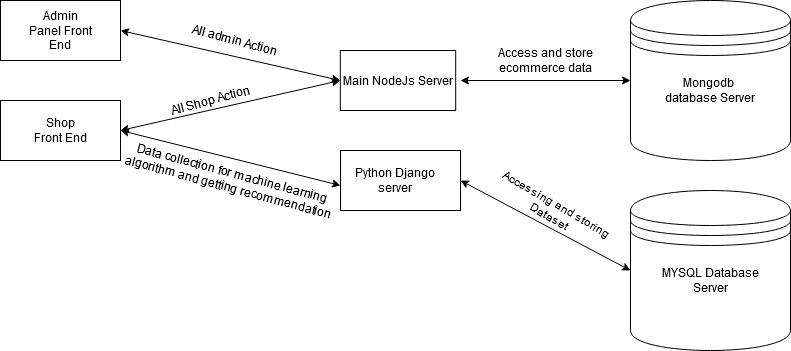 Admin
Panel Front
End
All admin Action
Main NodeJs Server
Access and store
ecommerce data
Mongodb
database Server
All Shop Action
Shop
Front End
Data collection for machine learning
algorithm and getting recommendation
Python Django
server
Accessing and storing
Dataset
MYSQL Database
Server